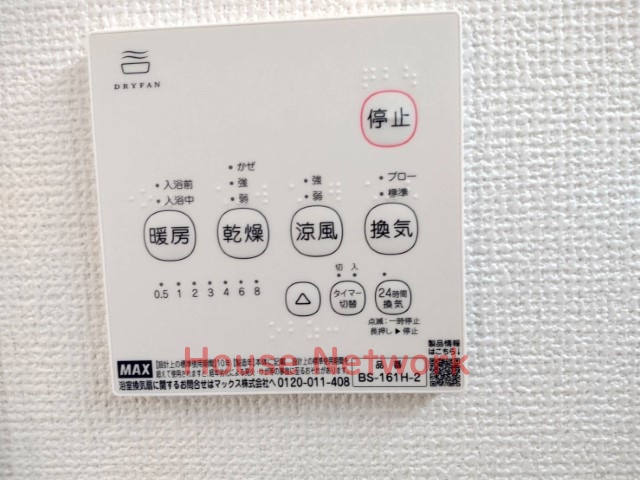 DRYFAN
停止
・かぜ
・入浴前 ・強 ・強 ・ブロー
・入浴中 ・弱 ・弱 ・標準
暖房 乾燥 涼風 換気
0.5 1 2 3 4 6 8
切 入
△ タイマー切替 24時間換気
点滅:一時停止
長押し▶停止
製品情報
はこちら!
MAX
House Network
品番
浴室換気扇に関するお問合せはマックス株式会社へ 0120-011-408 BS-161H-2